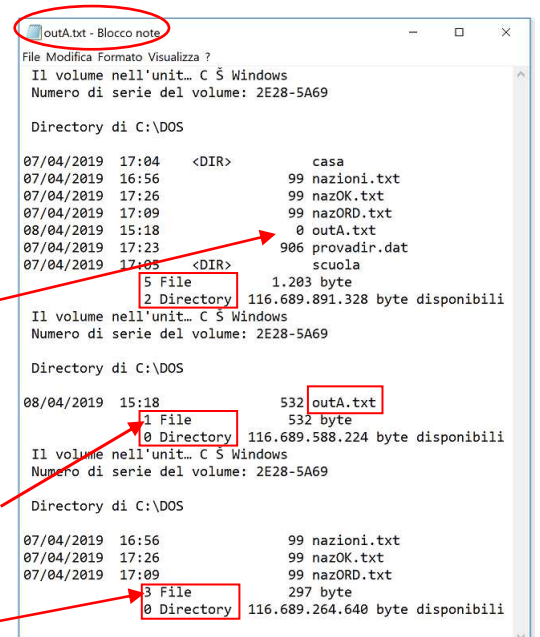 outA.txt - Blocco note
File Modifica Formato Visualizza ?
Il volume nell'unit… C Š Windows
Numero di serie del volume: 2E28-5A69
Directory di C:\DOS
07/04/2019 17:04 <DIR> casa
07/04/2019 16:56 99 nazioni.txt
07/04/2019 17:26 99 nazOK.txt
07/04/2019 17:09 99 nazORD.txt
08/04/2019 15:18 0 outA.txt
07/04/2019 17:23 906 provadir.dat
07/04/2019 17:05 <DIR> scuola
5 File 1.203 byte
2 Directory 116.689.891.328 byte disponibili
Il volume nell'unit… C Š Windows
Numero di serie del volume: 2E28-5A69
Directory di C:\DOS
08/04/2019 15:18 532 outA.txt
1 File 532 byte
0 Directory 116.689.588.224 byte disponibili
Il volume nell'unit… C Š Windows
Numero di serie del volume: 2E28-5A69
Directory di C:\DOS
07/04/2019 16:56 99 nazioni.txt
07/04/2019 17:26 99 nazOK.txt
07/04/2019 17:09 99 nazORD.txt
3 File 297 byte
0 Directory 116.689.264.640 byte disponibili